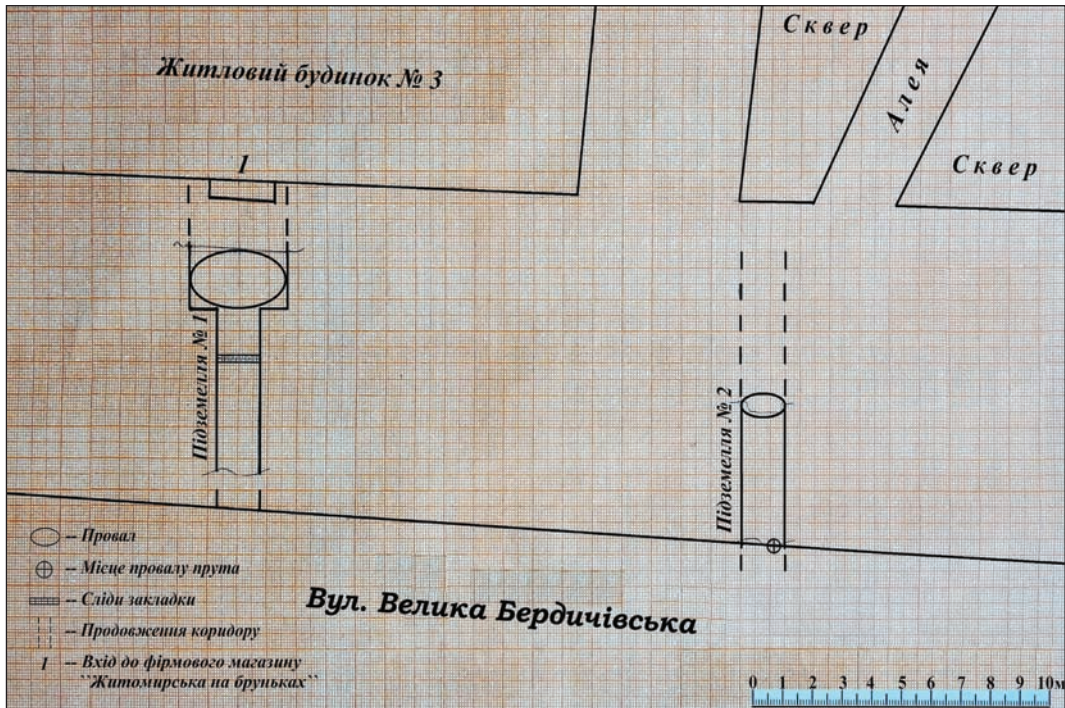 Житловий будинок № 3
Сквер
Алея
Сквер
1
Підземелля № 1
Підземелля № 2
-- Провал
-- Місце провалу прута
-- Сліди закладки
-- Продовження коридору
1 -- Вхід до фірмового магазину
``Житомирська на бруньках``
Вул. Велика Бердичівська
0 1 2 3 4 5 6 7 8 9 10м